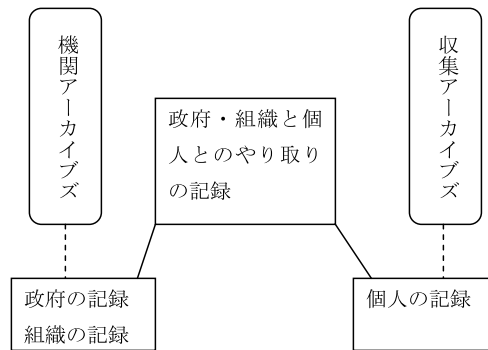 機関アーカイブズ
収集アーカイブズ
政府・組織と個
人とのやり取り
の記録
政府の記録
組織の記録
個人の記録